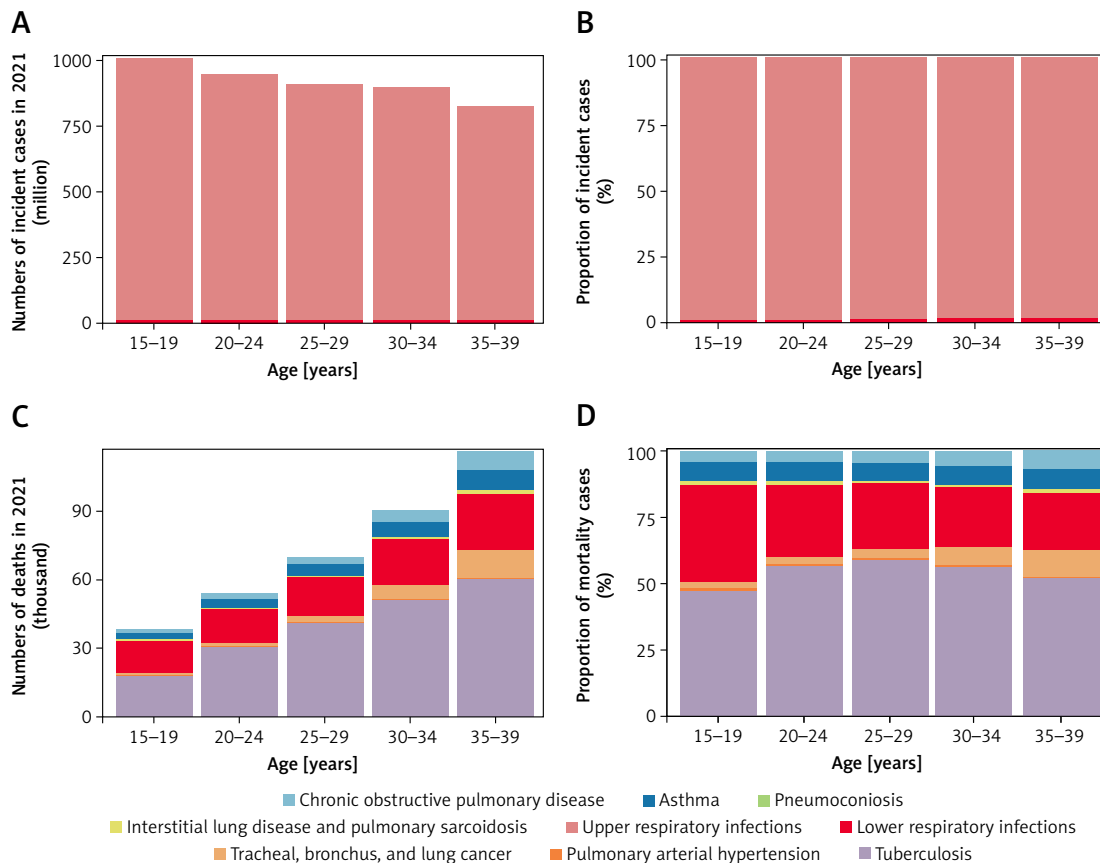 A
Numbers of incident cases in 2021
(million)
1000
750
500
250
0
15–19 20–24 25–29 30–34 35–39
Age [years]
B
Proportion of incident cases
(%)
100
75
50
25
0
15–19 20–24 25–29 30–34 35–39
Age [years]
C
Numbers of deaths in 2021
(thousand)
90
60
30
0
15–19 20–24 25–29 30–34 35–39
Age [years]
D
Proportion of mortality cases
(%)
100
75
50
25
0
15–19 20–24 25–29 30–34 35–39
Age [years]
Chronic obstructive pulmonary disease Asthma Pneumoconiosis
Interstitial lung disease and pulmonary sarcoidosis Upper respiratory infections Lower respiratory infections
Tracheal, bronchus, and lung cancer Pulmonary arterial hypertension Tuberculosis